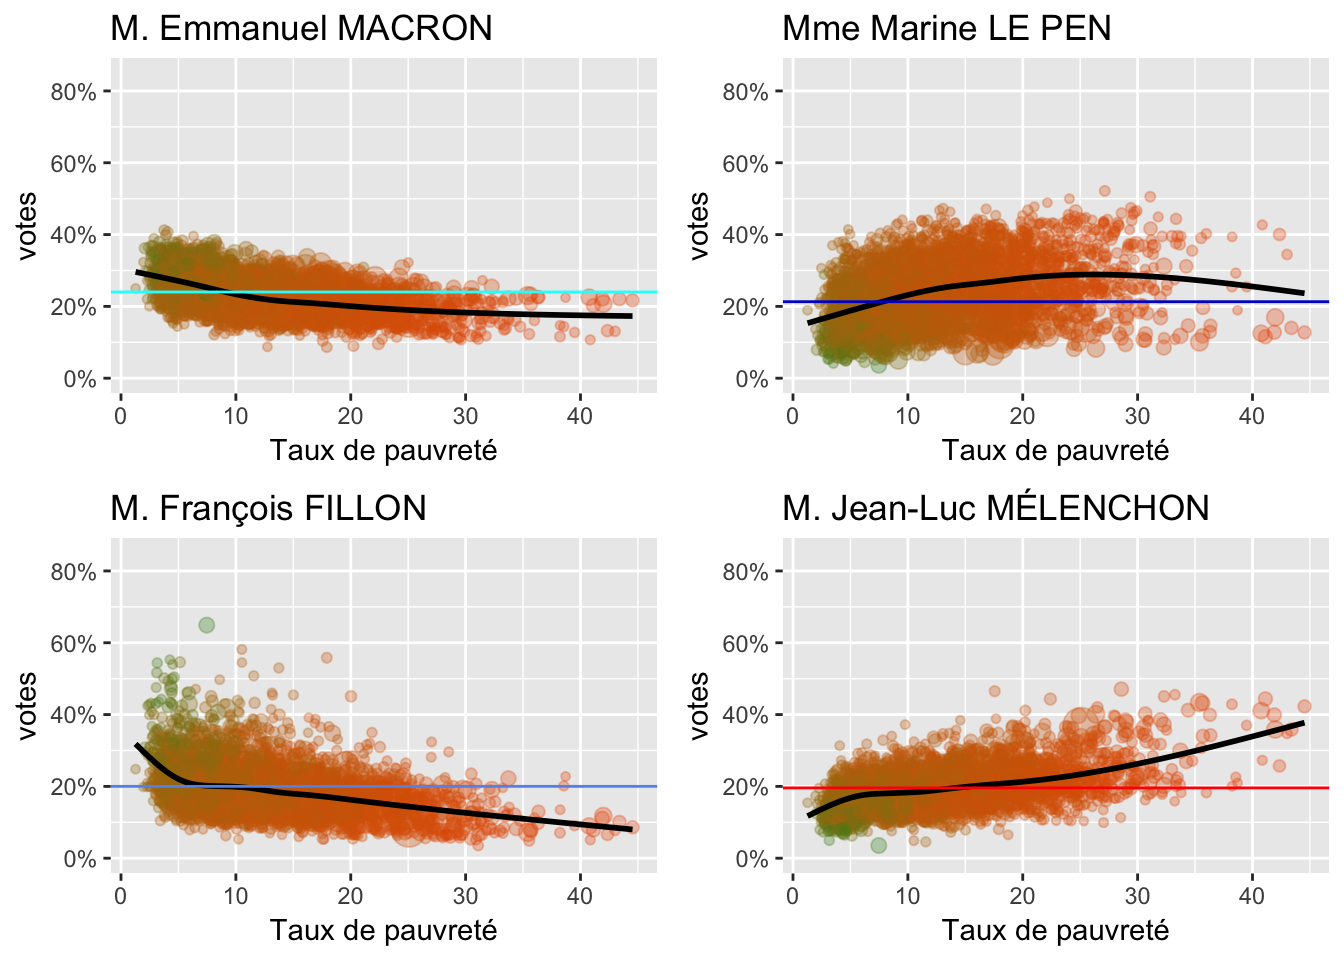 M. Emmanuel MACRON
80%
60%
40%
20%
0%
votes
0 10 20 30 40
Taux de pauvreté
Mme Marine LE PEN
80%
60%
40%
20%
0%
votes
0 10 20 30 40
Taux de pauvreté
M. François FILLON
80%
60%
40%
20%
0%
votes
0 10 20 30 40
Taux de pauvreté
M. Jean-Luc MÉLENCHON
80%
60%
40%
20%
0%
votes
0 10 20 30 40
Taux de pauvreté